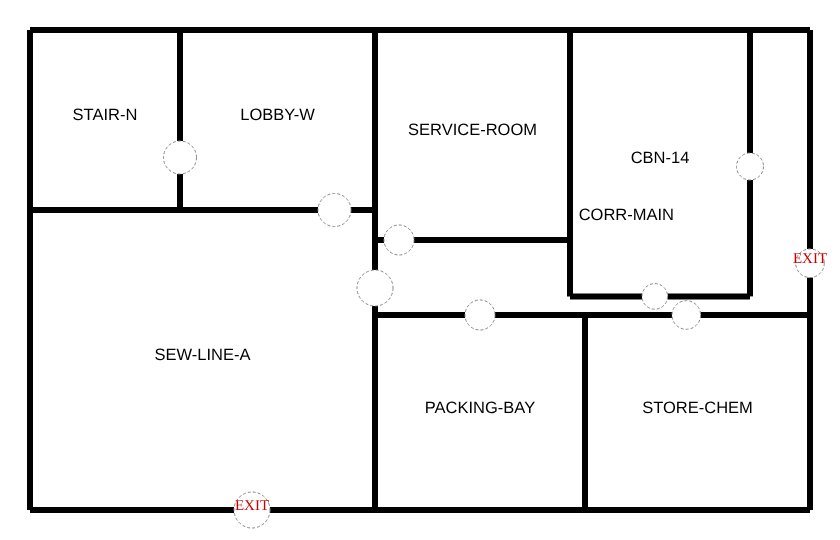 STAIR-N
LOBBY-W
SERVICE-ROOM
CBN-14
CORR-MAIN
EXIT
SEW-LINE-A
PACKING-BAY
STORE-CHEM
EXIT